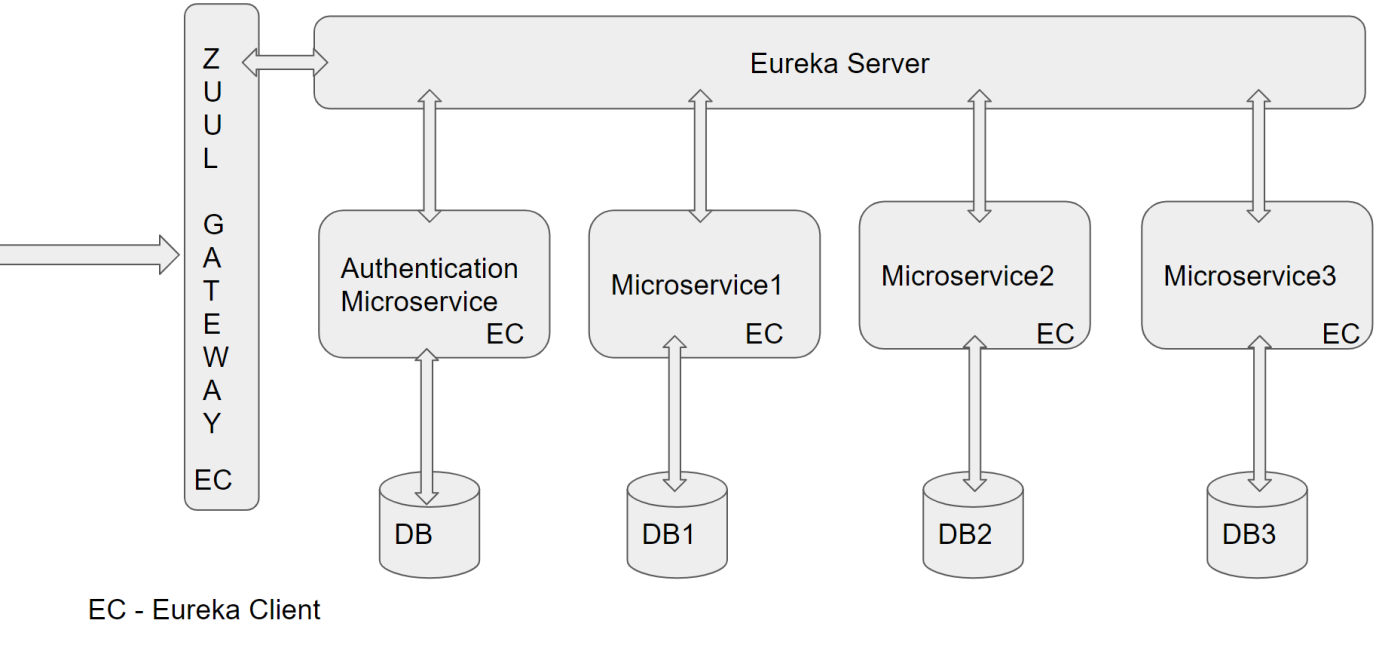 Z
U
U
L
G
A
T
E
W
A
Y
EC
Eureka Server
Authentication
Microservice
EC
Microservice1
EC
Microservice2
EC
Microservice3
EC
DB
DB1
DB2
DB3
EC - Eureka Client